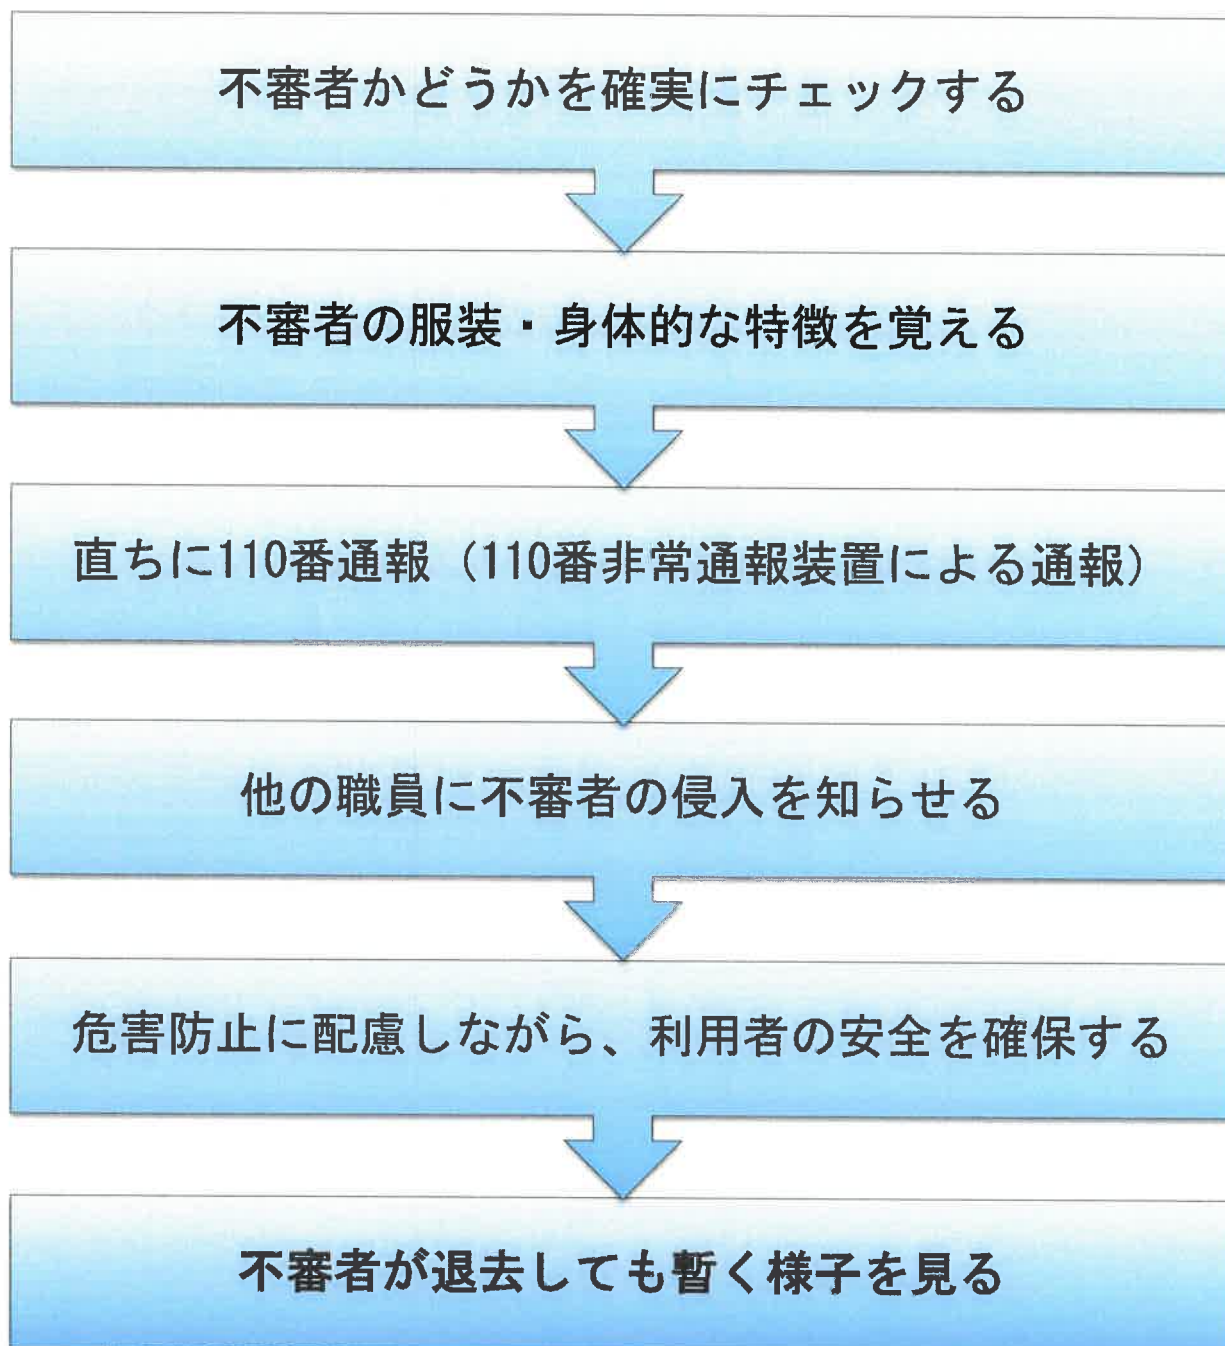 不審者かどうかを確実にチェックする
不審者の服装・身体的な特徴を覚える
直ちに110番通報（110番非常通報装置による通報）
他の職員に不審者の侵入を知らせる
危害防止に配慮しながら、利用者の安全を確保する
不審者が退去しても暫く様子を見る